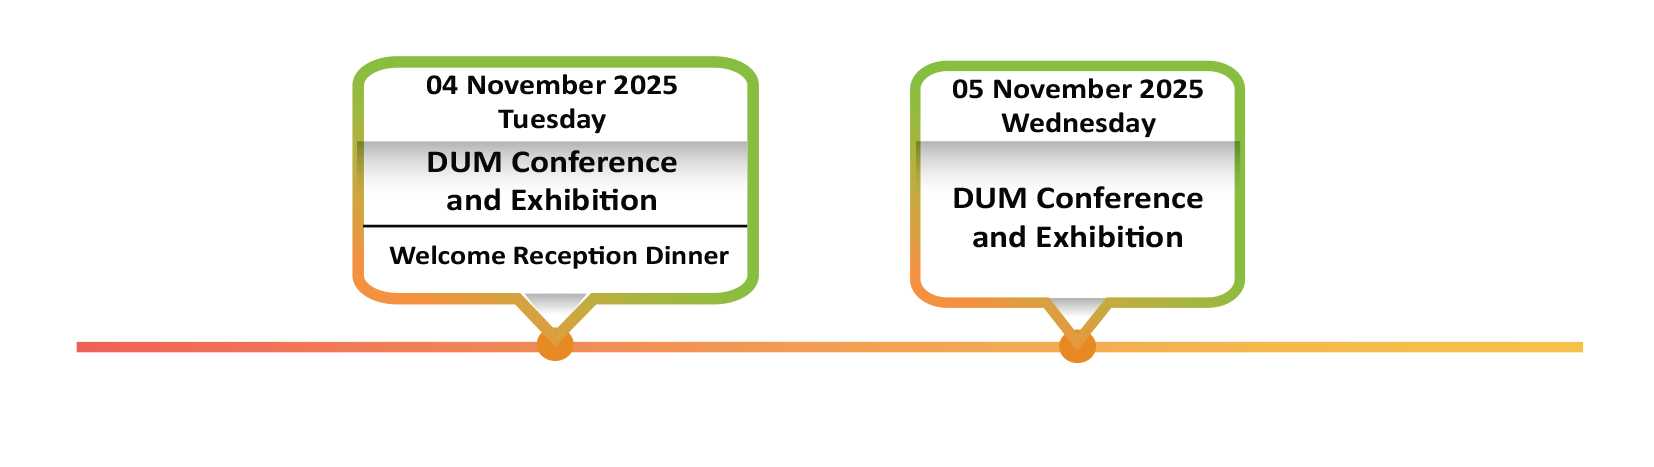 04 November 2025
Tuesday
DUM Conference
and Exhibition
Welcome Reception Dinner
05 November 2025
Wednesday
DUM Conference
and Exhibition